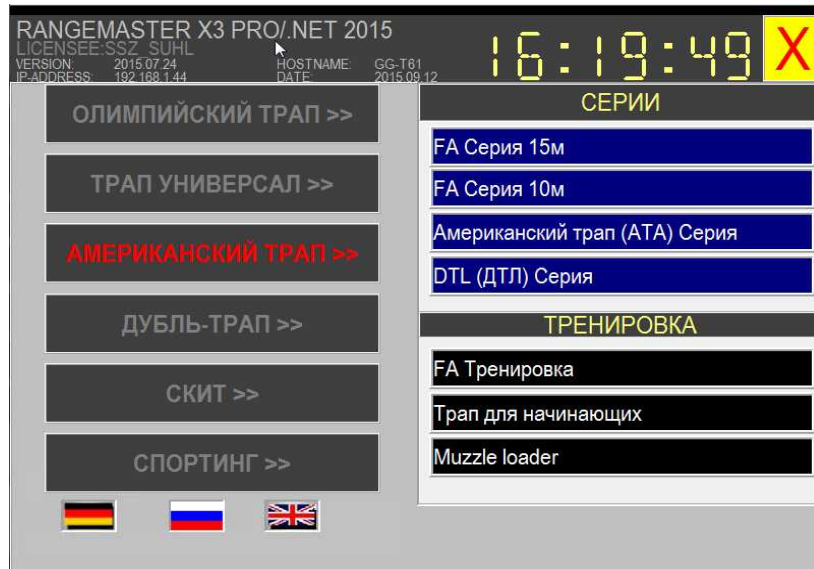 RANGEMASTER X3 PRO/.NET 2015
LICENSEE:SSZ_SUHL
VERSION: 2015.07.24 HOSTNAME: GG-T61
IP-ADDRESS: 192.168.1.44 DATE: 2015.09.12
16:19:49
X
ОЛИМПИЙСКИЙ ТРАП >>
ТРАП УНИВЕРСАЛ >>
АМЕРИКАНСКИЙ ТРАП >>
ДУБЛЬ-ТРАП >>
СКИТ >>
СПОРТИНГ >>
СЕРИИ
FA Серия 15м
FA Серия 10м
Американский трап (АТА) Серия
DTL (ДТЛ) Серия
ТРЕНИРОВКА
FA Тренировка
Трап для начинающих
Muzzle loader